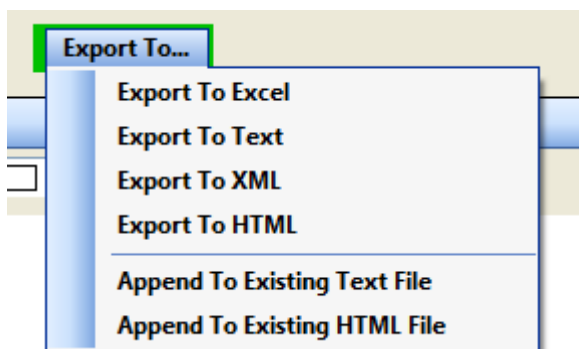 Export To...
Export To Excel
Export To Text
Export To XML
Export To HTML
Append To Existing Text File
Append To Existing HTML File